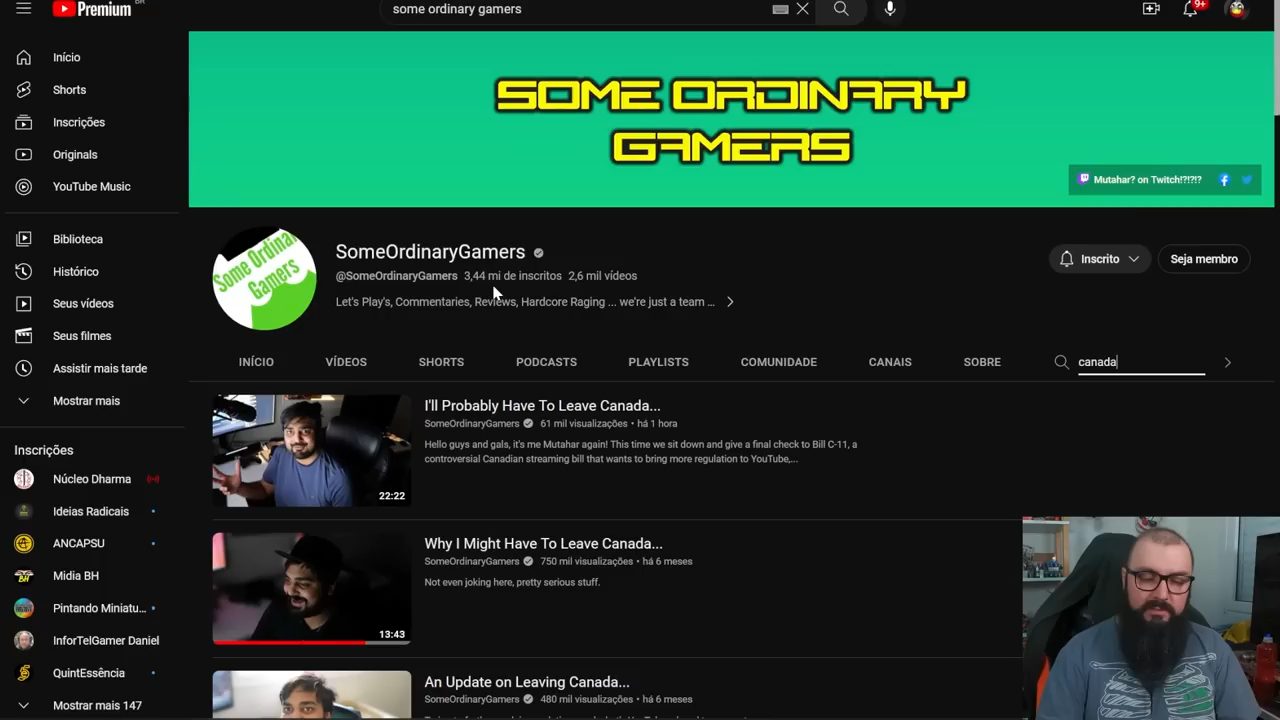 Premium BR
some ordinary gamers
9+
Início
Shorts
Inscrições
Originals
YouTube Music
Biblioteca
Histórico
Seus vídeos
Seus filmes
Assistir mais tarde
Mostrar mais
Inscrições
Núcleo Dharma
Ideias Radicais
ANCAPSU
Midia BH
Pintando Miniatu...
InforTelGamer Daniel
QuintEssência
Mostrar mais 147
SOME ORDINARY
GAMERS
Mutahar? on Twitch!?!?!?
Some Ordinary
Gamers
SomeOrdinaryGamers
@SomeOrdinaryGamers 3,44 mi de inscritos 2,6 mil vídeos
Let's Play's, Commentaries, Reviews, Hardcore Raging ... we're just a team ...
Inscrito
Seja membro
INÍCIO VÍDEOS SHORTS PODCASTS PLAYLISTS COMUNIDADE CANAIS SOBRE canada
22:22
I'll Probably Have To Leave Canada...
SomeOrdinaryGamers 61 mil visualizações • há 1 hora
Hello guys and gals, it's me Mutahar again! This time we sit down and give a final check to Bill C-11, a
controversial Canadian streaming bill that wants to bring more regulation to YouTube,...
13:43
Why I Might Have To Leave Canada...
SomeOrdinaryGamers 750 mil visualizações • há 6 meses
Not even joking here, pretty serious stuff.
An Update on Leaving Canada...
SomeOrdinaryGamers 480 mil visualizações • há 6 meses